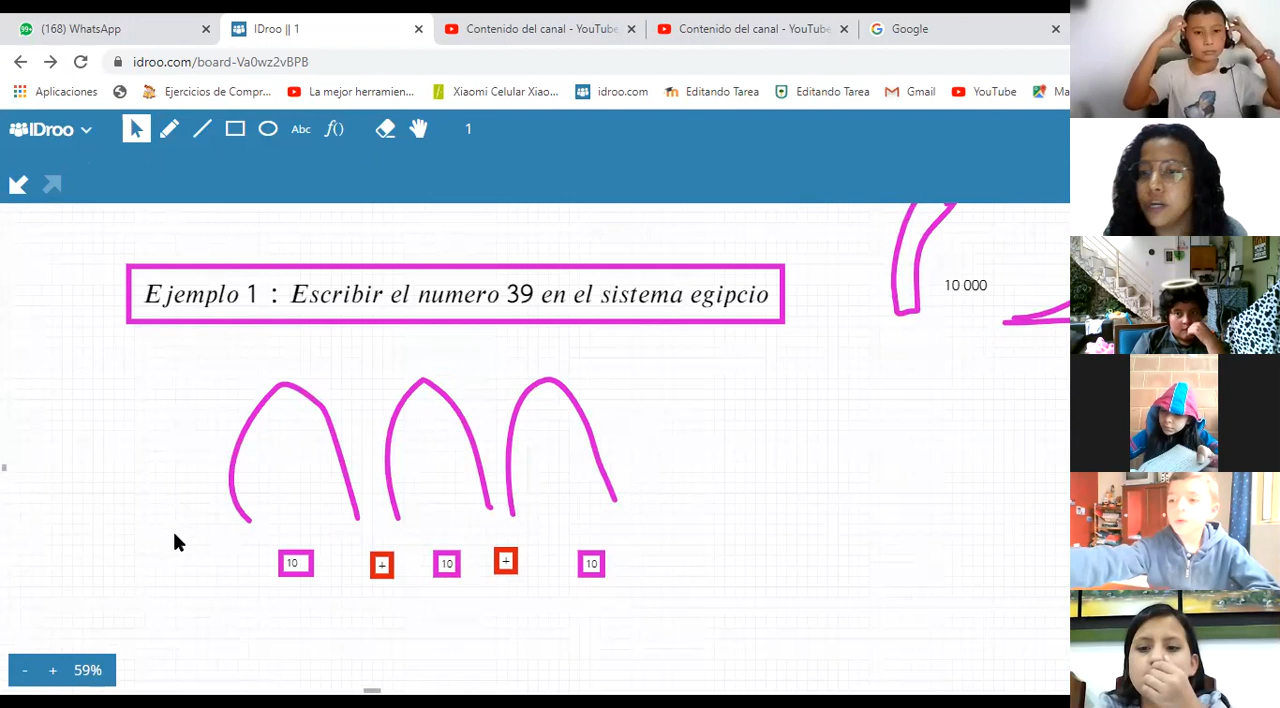 (168) WhatsApp
IDroo || 1
Contenido del canal - YouTube
Contenido del canal - YouTube
Google
idroo.com/board-Va0wz2vBPB
Aplicaciones
Ejercicios de Compr...
La mejor herramien...
Xiaomi Celular Xiao...
idroo.com
Editando Tarea
Editando Tarea
Gmail
YouTube
Ma
IDroo
Abc
f()
1
Ejemplo 1 : Escribir el numero 39 en el sistema egipcio
10 000
10 + 10 + 10
- + 59%